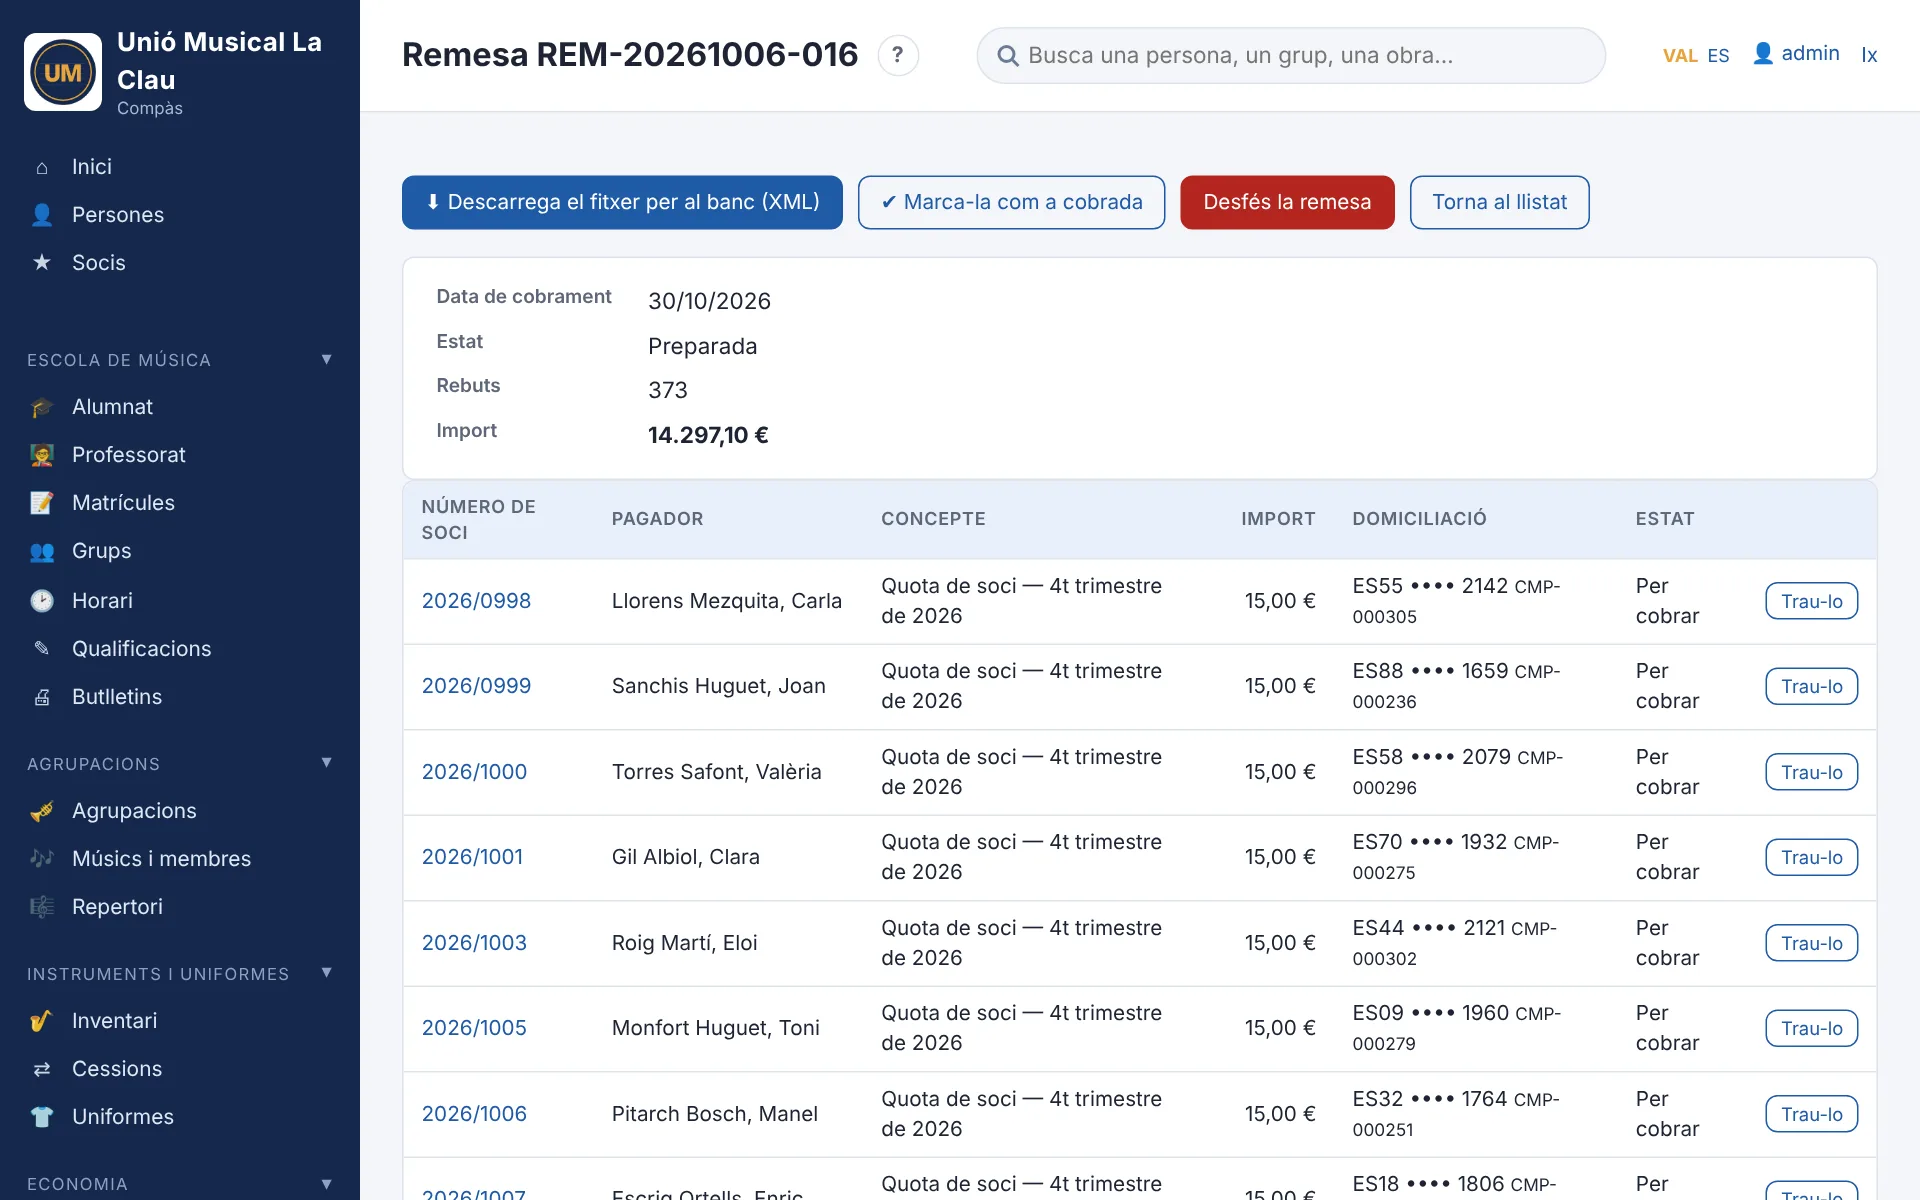 UM
Unió Musical La
Clau
Compàs
Inici
Persones
Socis
ESCOLA DE MÚSICA
Alumnat
Professorat
Matrícules
Grups
Horari
Qualificacions
Butlletins
AGRUPACIONS
Agrupacions
Músics i membres
Repertori
INSTRUMENTS I UNIFORMES
Inventari
Cessions
Uniformes
ECONOMIA
Remesa REM-20261006-016 ?
Busca una persona, un grup, una obra...
VAL ES admin Ix
⬇ Descarrega el fitxer per al banc (XML)
✔ Marca-la com a cobrada
Desfés la remesa
Torna al llistat
Data de cobrament 30/10/2026
Estat Preparada
Rebuts 373
Import 14.297,10 €
NÚMERO DE SOCI PAGADOR CONCEPTE IMPORT DOMICILIACIÓ ESTAT
2026/0998 Llorens Mezquita, Carla Quota de soci — 4t trimestre de 2026 15,00 € ES55 •••• 2142 CMP-000305 Per cobrar Trau-lo
2026/0999 Sanchis Huguet, Joan Quota de soci — 4t trimestre de 2026 15,00 € ES88 •••• 1659 CMP-000236 Per cobrar Trau-lo
2026/1000 Torres Safont, Valèria Quota de soci — 4t trimestre de 2026 15,00 € ES58 •••• 2079 CMP-000296 Per cobrar Trau-lo
2026/1001 Gil Albiol, Clara Quota de soci — 4t trimestre de 2026 15,00 € ES70 •••• 1932 CMP-000275 Per cobrar Trau-lo
2026/1003 Roig Martí, Eloi Quota de soci — 4t trimestre de 2026 15,00 € ES44 •••• 2121 CMP-000302 Per cobrar Trau-lo
2026/1005 Monfort Huguet, Toni Quota de soci — 4t trimestre de 2026 15,00 € ES09 •••• 1960 CMP-000279 Per cobrar Trau-lo
2026/1006 Pitarch Bosch, Manel Quota de soci — 4t trimestre de 2026 15,00 € ES32 •••• 1764 CMP-000251 Per cobrar Trau-lo
2026/1007 Escrig Ortells, Enric Quota de soci — 4t trimestre 15,00 € ES18 •••• 1806 CMP- Per Trau-lo